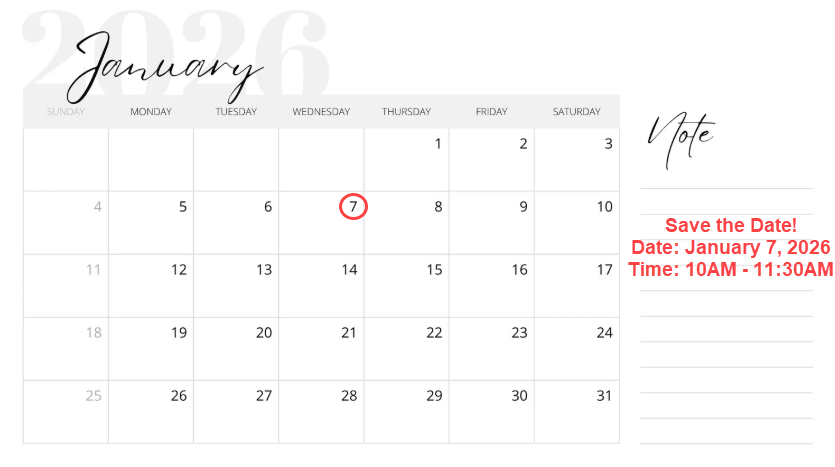 2026
January
SUNDAY MONDAY TUESDAY WEDNESDAY THURSDAY FRIDAY SATURDAY
1 2 3
4 5 6 7 8 9 10
11 12 13 14 15 16 17
18 19 20 21 22 23 24
25 26 27 28 29 30 31
Note
Save the Date!
Date: January 7, 2026
Time: 10AM - 11:30AM